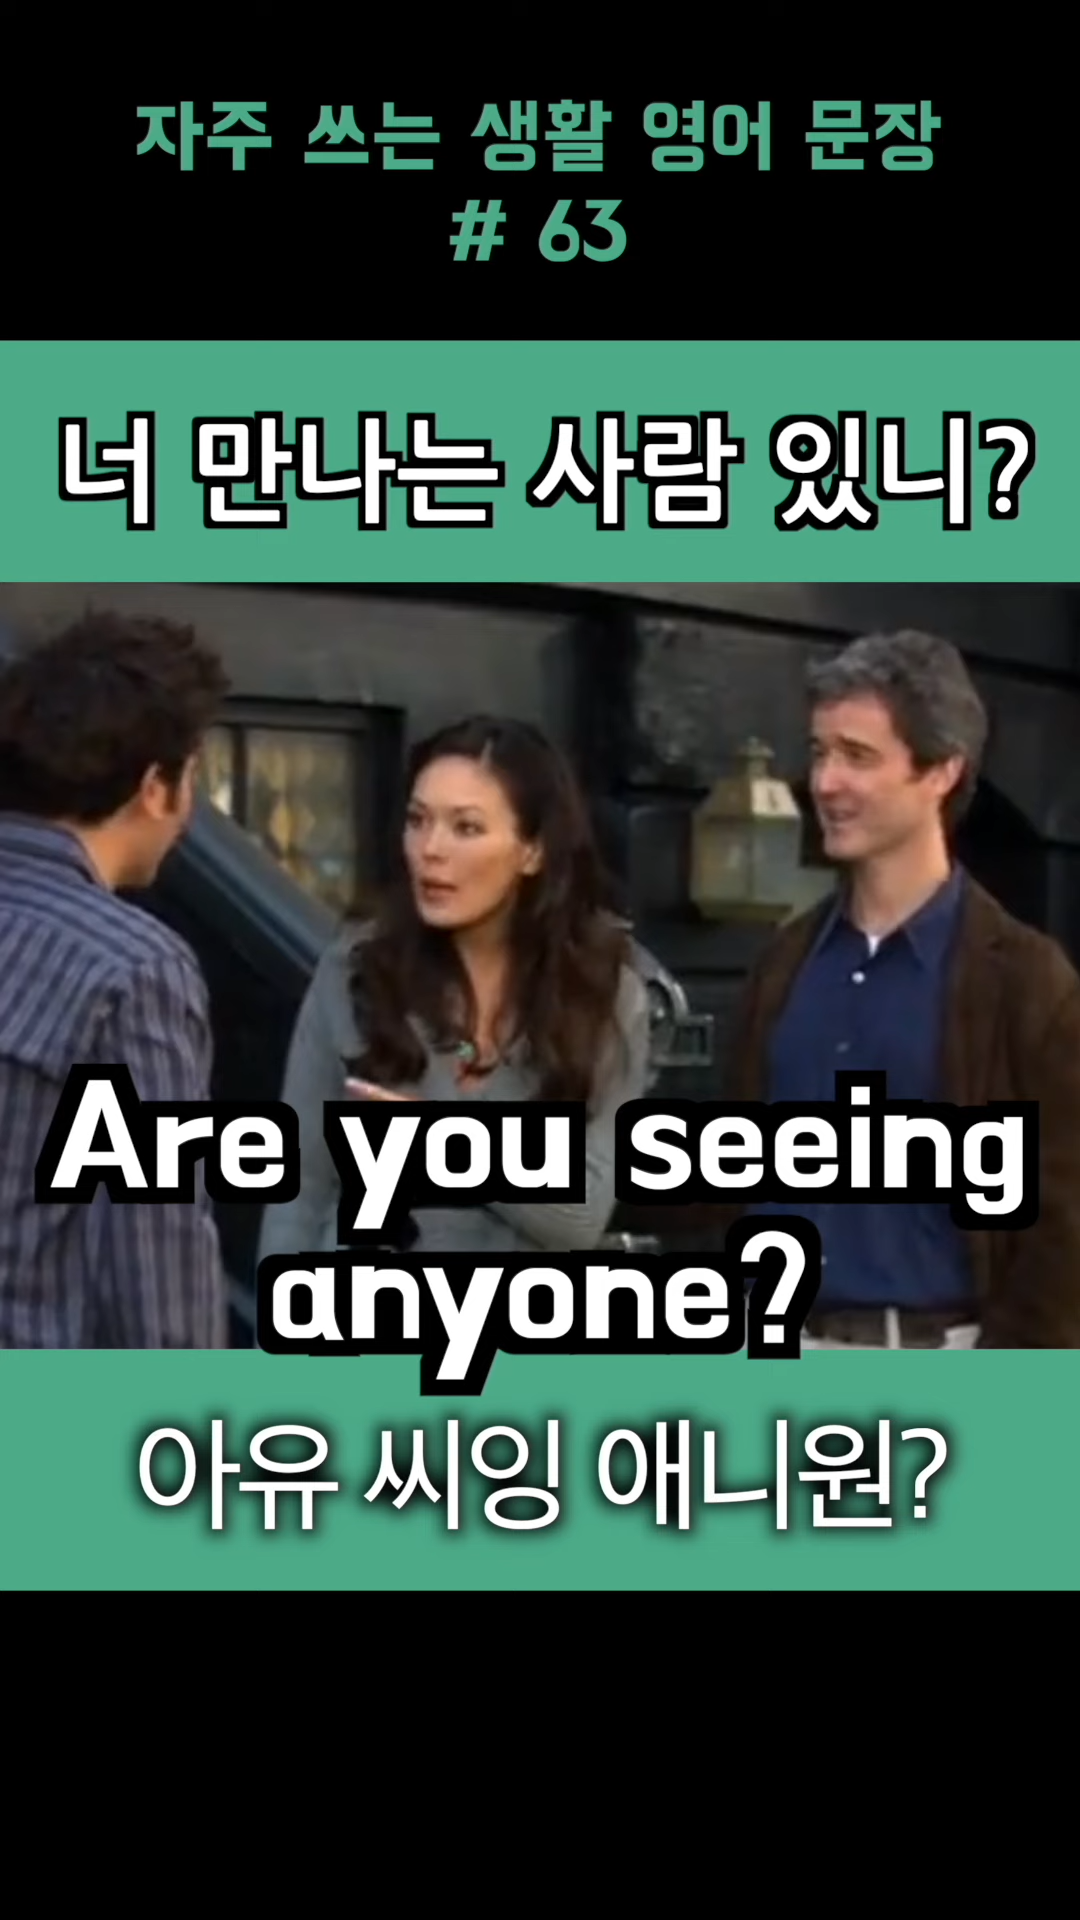 자주 쓰는 생활 영어 문장
# 63
너 만나는 사람 있니?
Are you seeing
anyone?
아유 씨잉 애니원?